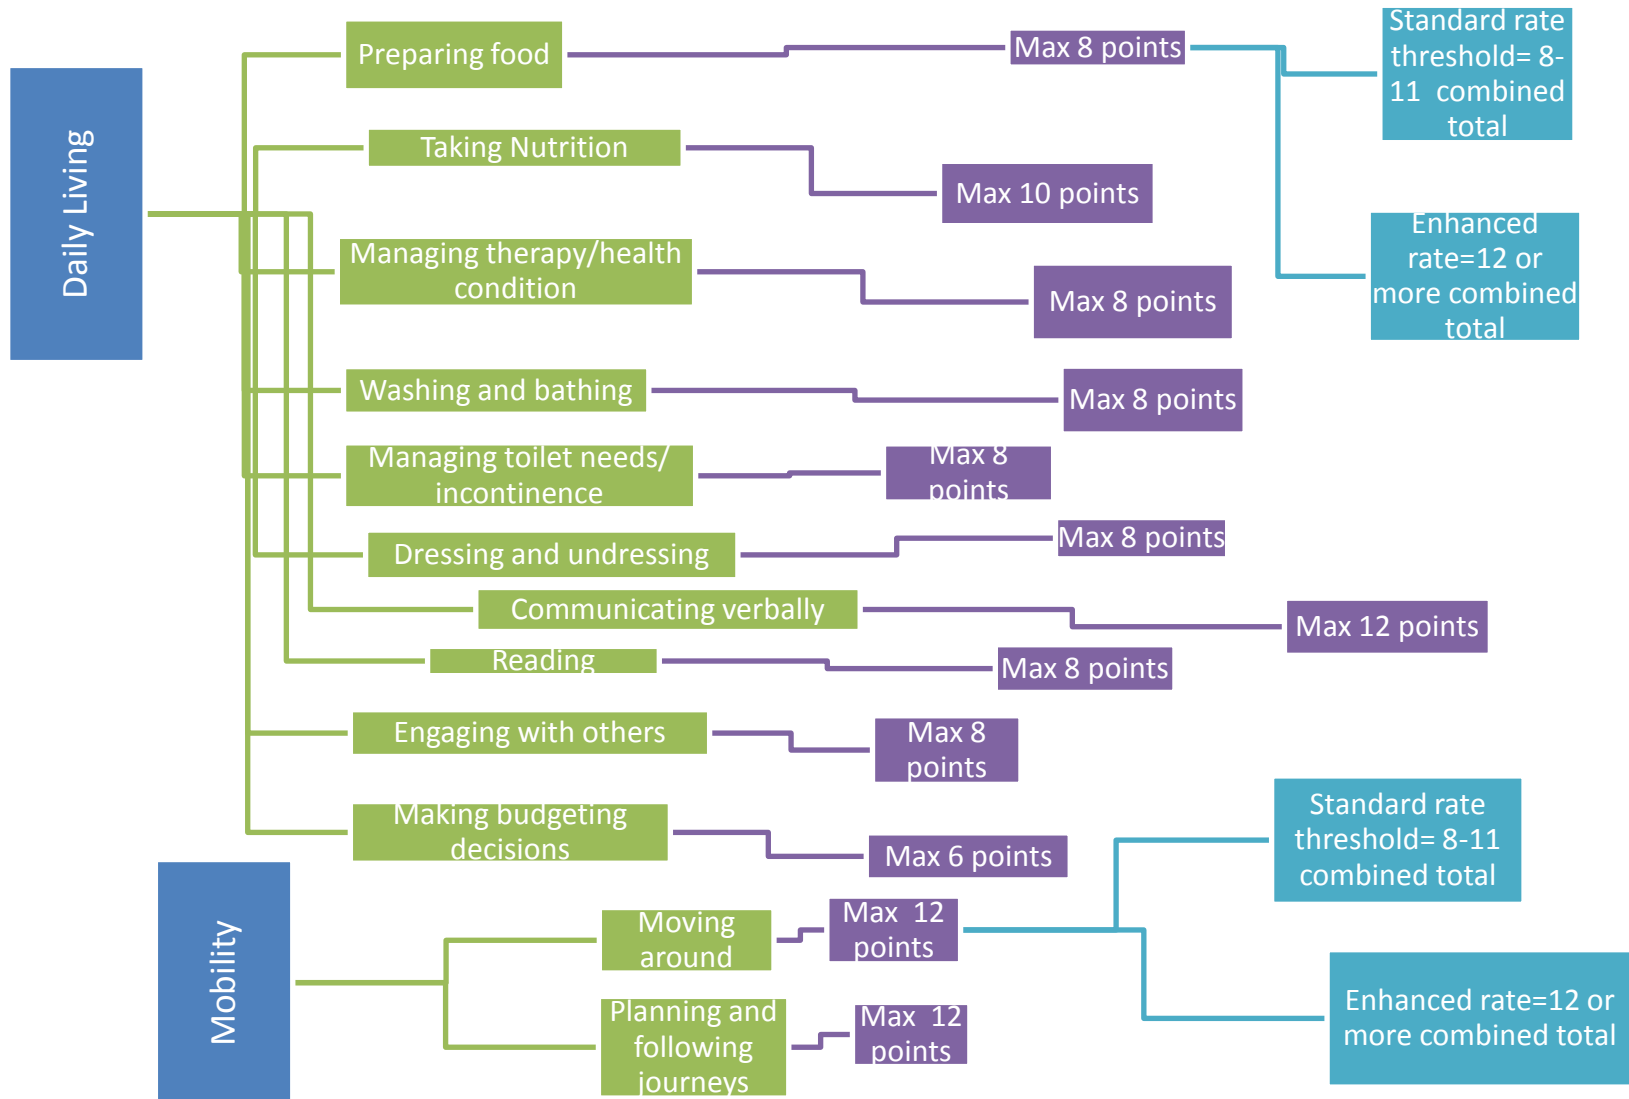 Daily Living
Preparing food
Max 8 points
Standard rate
threshold= 8-
11 combined
total
Taking Nutrition
Max 10 points
Enhanced
rate=12 or
more combined
total
Managing therapy/health
condition
Max 8 points
Washing and bathing
Max 8 points
Managing toilet needs/
incontinence
Max 8
points
Dressing and undressing
Max 8 points
Communicating verbally
Max 12 points
Reading
Max 8 points
Engaging with others
Max 8
points
Making budgeting
decisions
Max 6 points
Mobility
Moving
around
Max 12
points
Standard rate
threshold= 8-11
combined total
Planning and
following
journeys
Max 12
points
Enhanced rate=12 or
more combined total